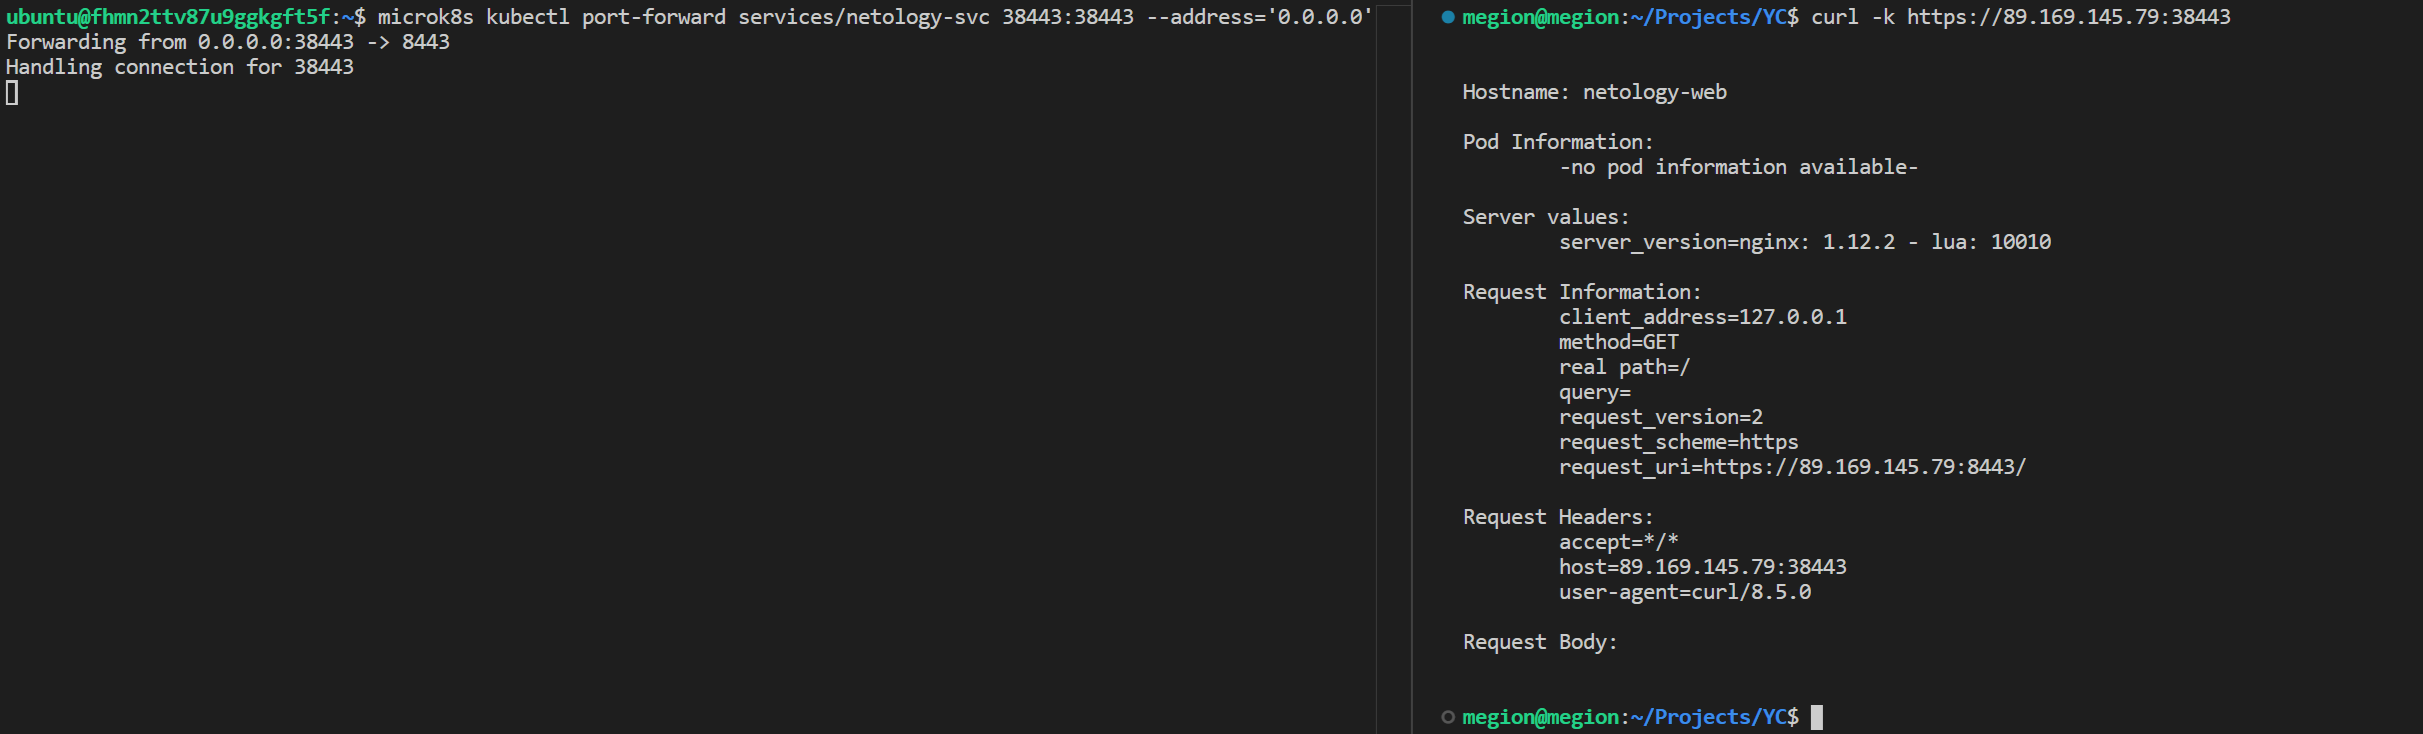 ubuntu@fhmn2ttv87u9ggkgft5f:~$ microk8s kubectl port-forward services/netology-svc 38443:38443 --address='0.0.0.0'
Forwarding from 0.0.0.0:38443 -> 8443
Handling connection for 38443
megion@megion:~/Projects/YC$ curl -k https://89.169.145.79:38443
Hostname: netology-web
Pod Information:
-no pod information available-
Server values:
server_version=nginx: 1.12.2 - lua: 10010
Request Information:
client_address=127.0.0.1
method=GET
real path=/
query=
request_version=2
request_scheme=https
request_uri=https://89.169.145.79:8443/
Request Headers:
accept=*/*
host=89.169.145.79:38443
user-agent=curl/8.5.0
Request Body:
megion@megion:~/Projects/YC$